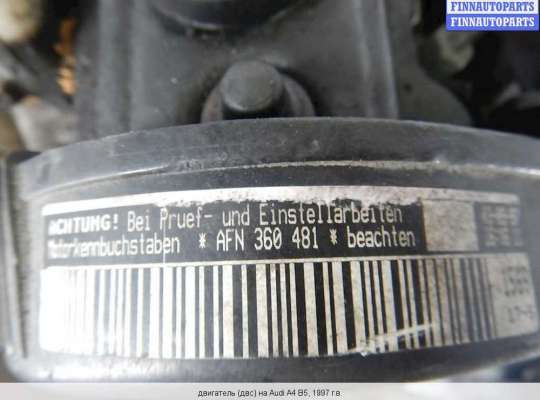 FINNAUTOPARTS
FINNAUTOPARTS
FINNAUTOPARTS
ACHTUNG! Bei Pruef- und Einstellarbeiten
Motorkennbuchstaben * AFN 360 481 * beachten
двигатель (двс) на Audi A4 B5, 1997 г.в.